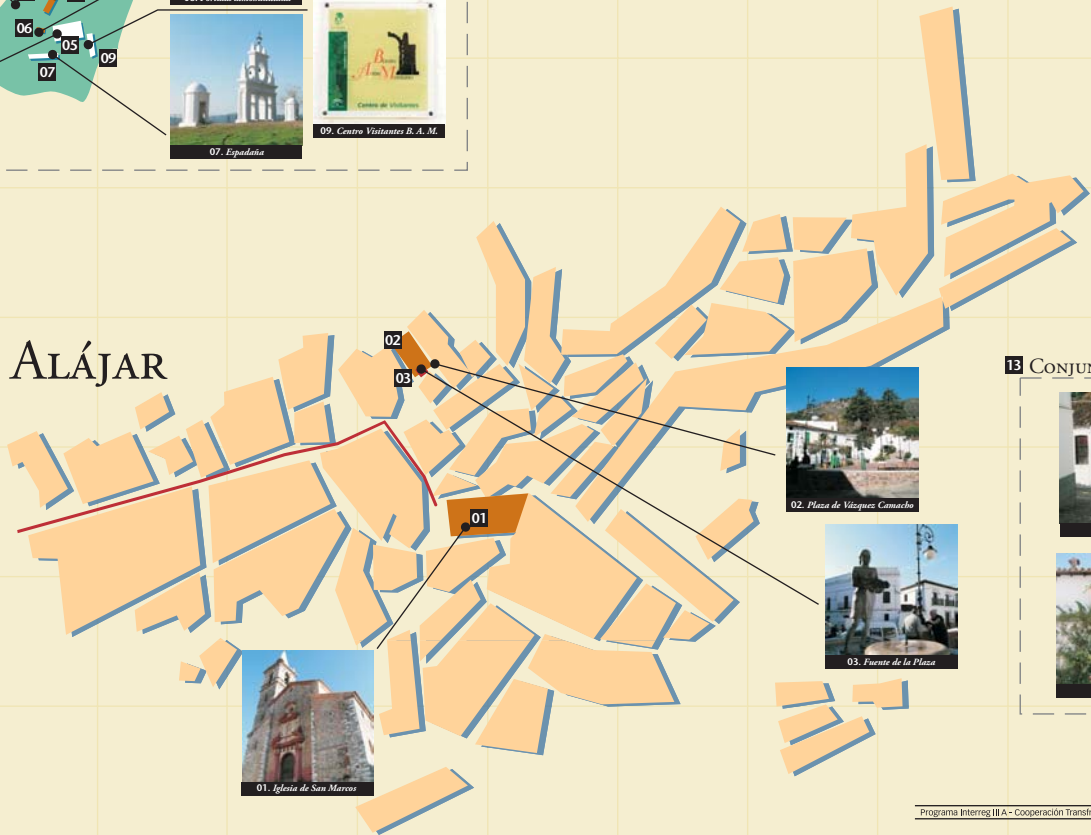 06
05
09
07
B
A M
Centro de Visitantes
07. Espadaña
09. Centro Visitantes B. A. M.
ALÁJAR
02
03
13 CONJUN
01
02. Plaza de Vázquez Camacho
03. Fuente de la Plaza
01. Iglesia de San Marcos
Programa Interreg III A - Cooperación Transfr